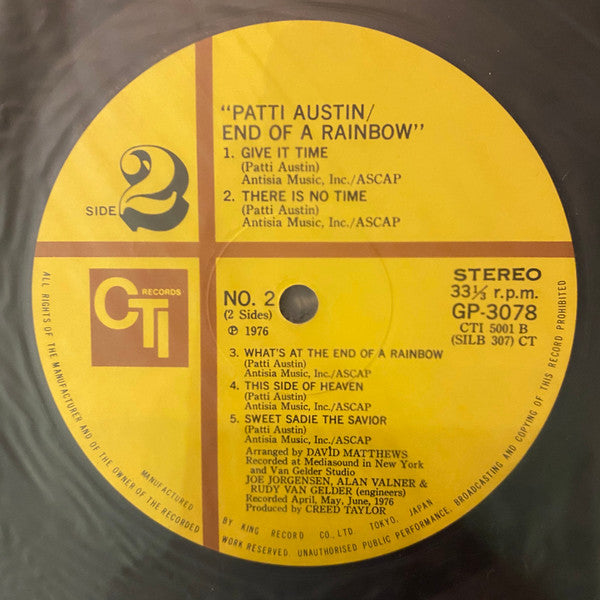 "PATTI AUSTIN/
END OF A RAINBOW"
1. GIVE IT TIME
(Patti Austin)
Antisia Music, Inc./ASCAP
2. THERE IS NO TIME
(Patti Austin)
Antisia Music, Inc./ASCAP
SIDE 2
CTI RECORDS
NO. 2
(2 Sides)
℗ 1976
STEREO
33⅓ r.p.m.
GP-3078
CTI 5001 B
(SILB 307) CT
3. WHAT'S AT THE END OF A RAINBOW
(Patti Austin)
Antisia Music, Inc./ASCAP
4. THIS SIDE OF HEAVEN
(Patti Austin)
Antisia Music, Inc./ASCAP
5. SWEET SADIE THE SAVIOR
(Patti Austin)
Antisia Music, Inc./ASCAP
Arranged by DAVID MATTHEWS
Recorded at Mediasound in New York
and Van Gelder Studio
JOE JORGENSEN, ALAN VALNER &
RUDY VAN GELDER (engineers)
Recorded April, May, June, 1976
Produced by CREED TAYLOR
MANUFACTURED BY KING RECORD CO., LTD. TOKYO, JAPAN
ALL RIGHTS OF THE MANUFACTURER AND OF THE OWNER OF THE RECORDED WORK RESERVED. UNAUTHORISED PUBLIC PERFORMANCE, BROADCASTING AND COPYING OF THIS RECORD PROHIBITED